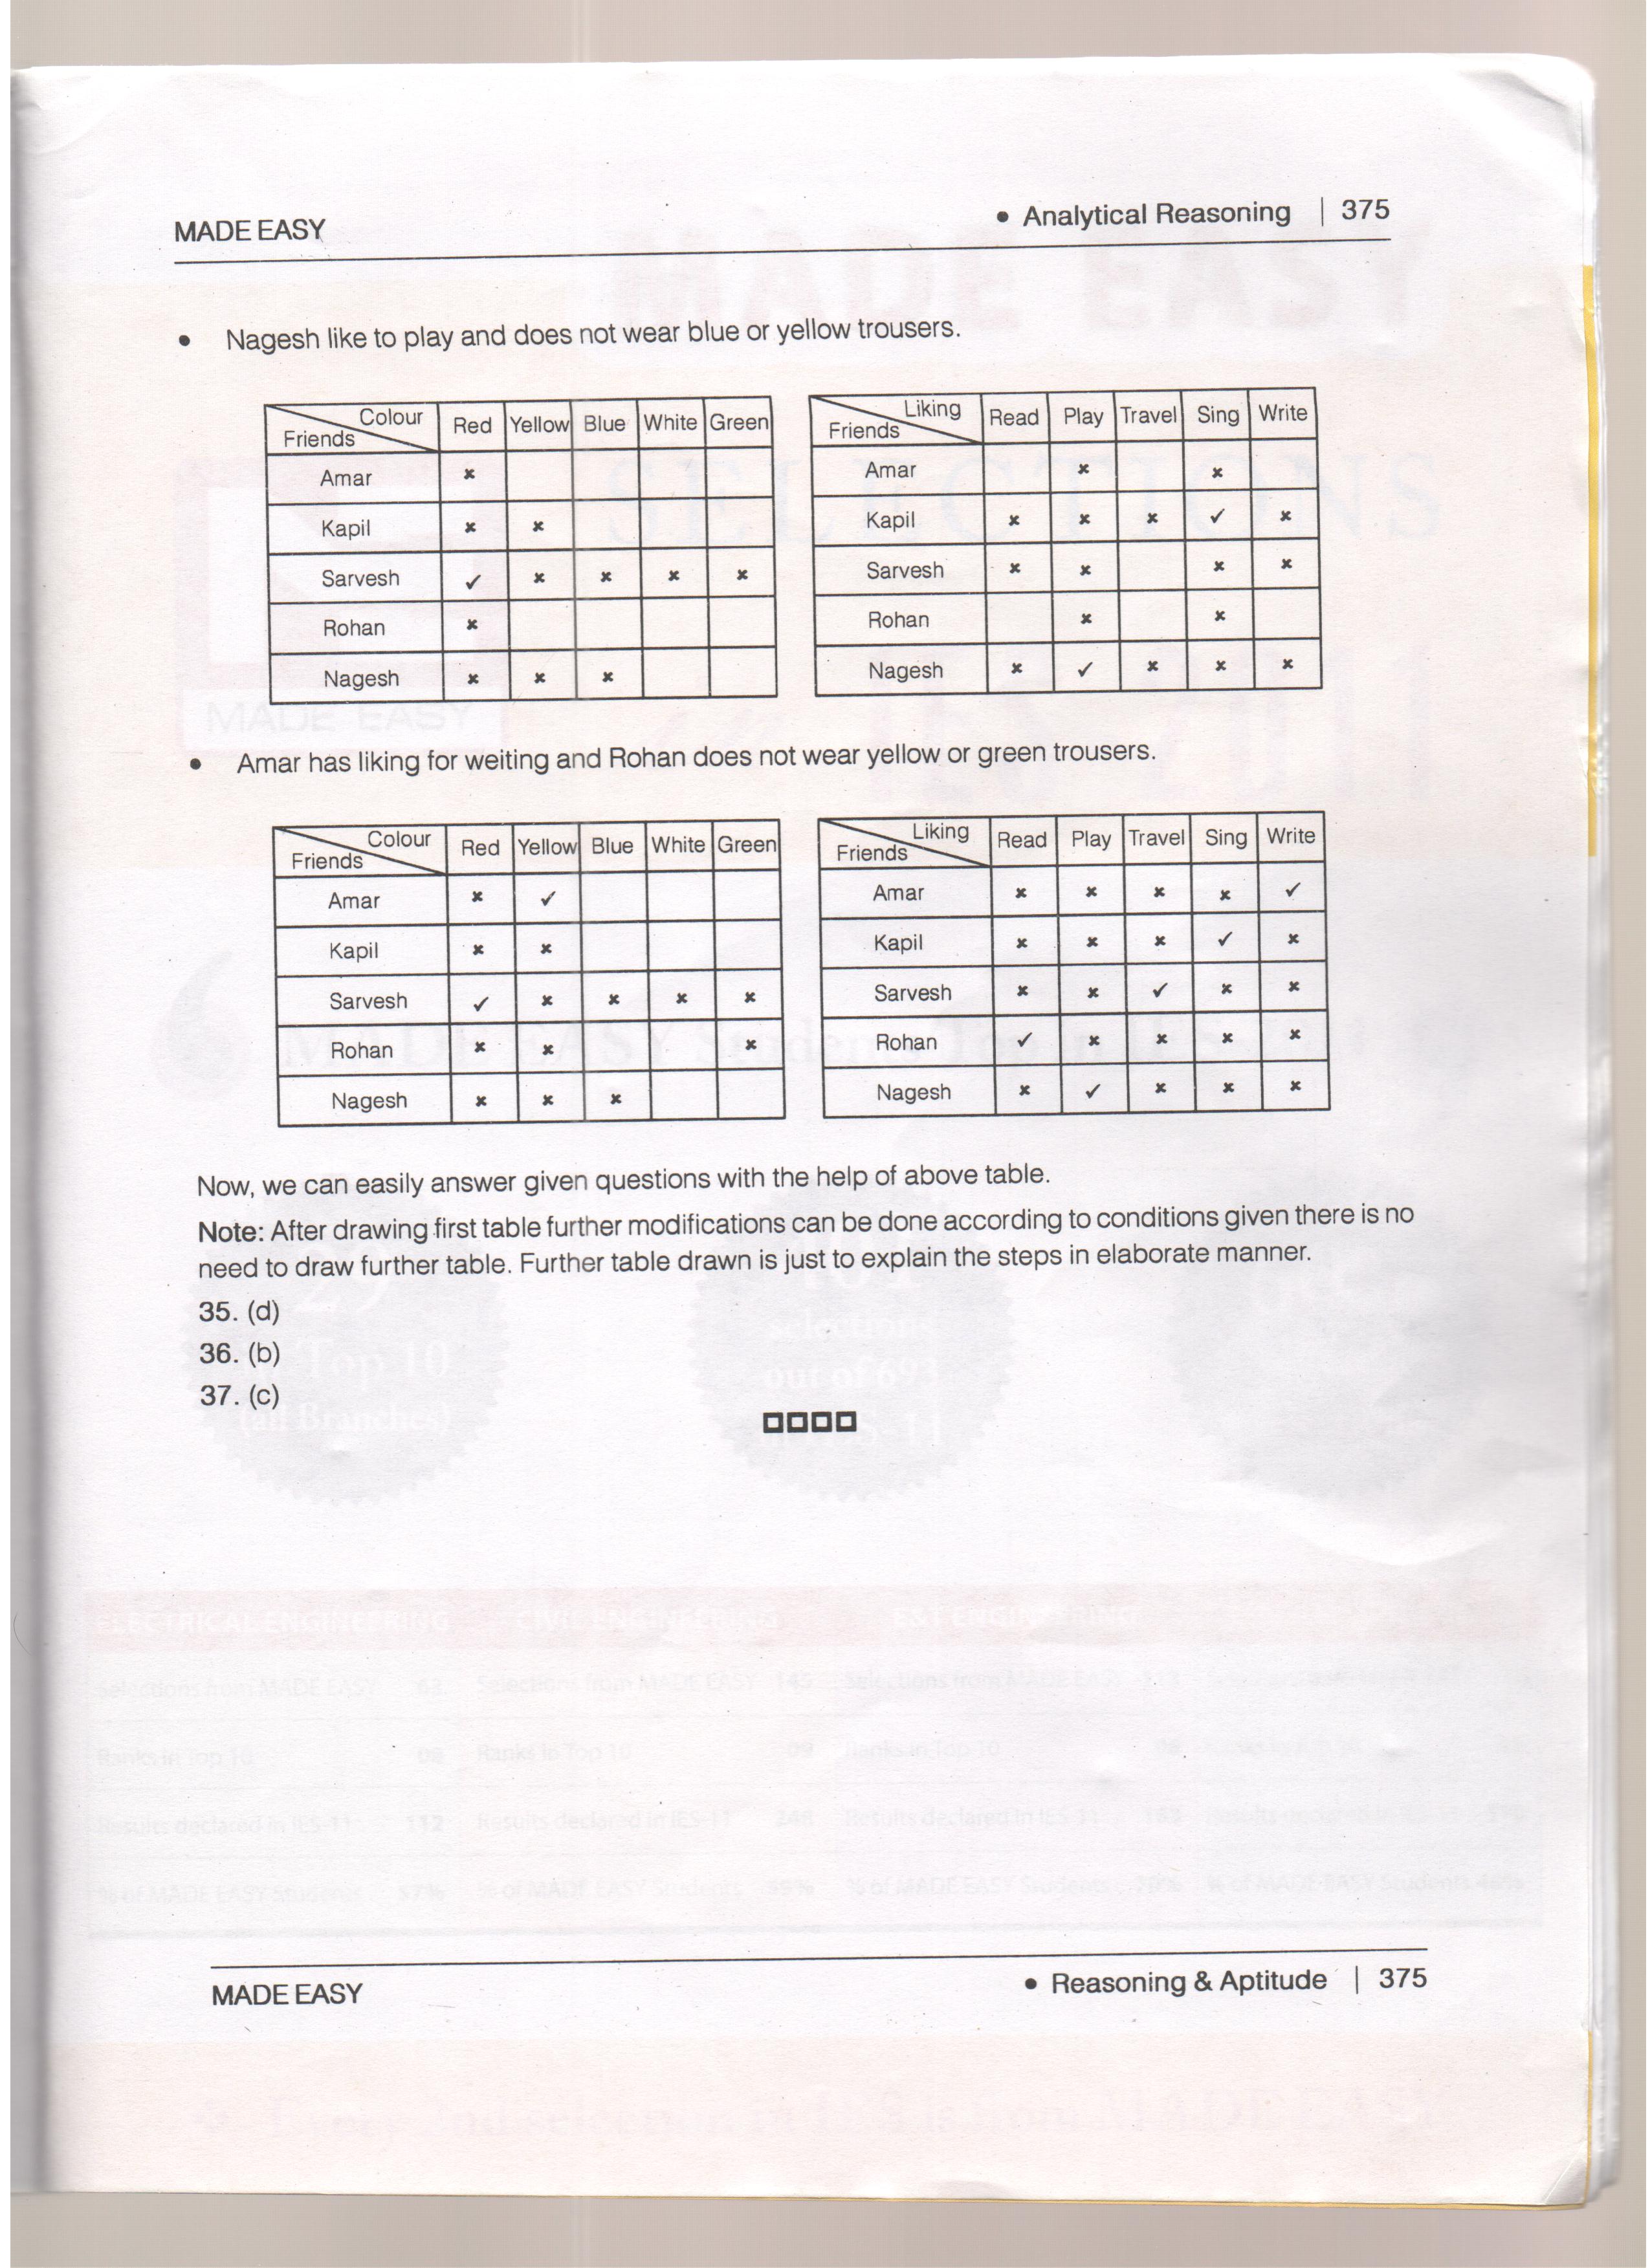 MADE EASY
• Analytical Reasoning | 375
• Nagesh like to play and does not wear blue or yellow trousers.
Colour Friends Red Yellow Blue White Green
Amar ×
Kapil × ×
Sarvesh ✓ × × × ×
Rohan ×
Nagesh × × ×
Liking Friends Read Play Travel Sing Write
Amar × ×
Kapil × × × ✓ ×
Sarvesh × × × ×
Rohan × ×
Nagesh × ✓ × × ×
• Amar has liking for weiting and Rohan does not wear yellow or green trousers.
Colour Friends Red Yellow Blue White Green
Amar × ✓
Kapil × ×
Sarvesh ✓ × × × ×
Rohan × × ×
Nagesh × × ×
Liking Friends Read Play Travel Sing Write
Amar × × × × ✓
Kapil × × × ✓ ×
Sarvesh × × ✓ × ×
Rohan ✓ × × × ×
Nagesh × ✓ × × ×
Now, we can easily answer given questions with the help of above table.
Note: After drawing first table further modifications can be done according to conditions given there is no
need to draw further table. Further table drawn is just to explain the steps in elaborate manner.
35. (d)
36. (b)
37. (c)
MADE EASY
• Reasoning & Aptitude | 375